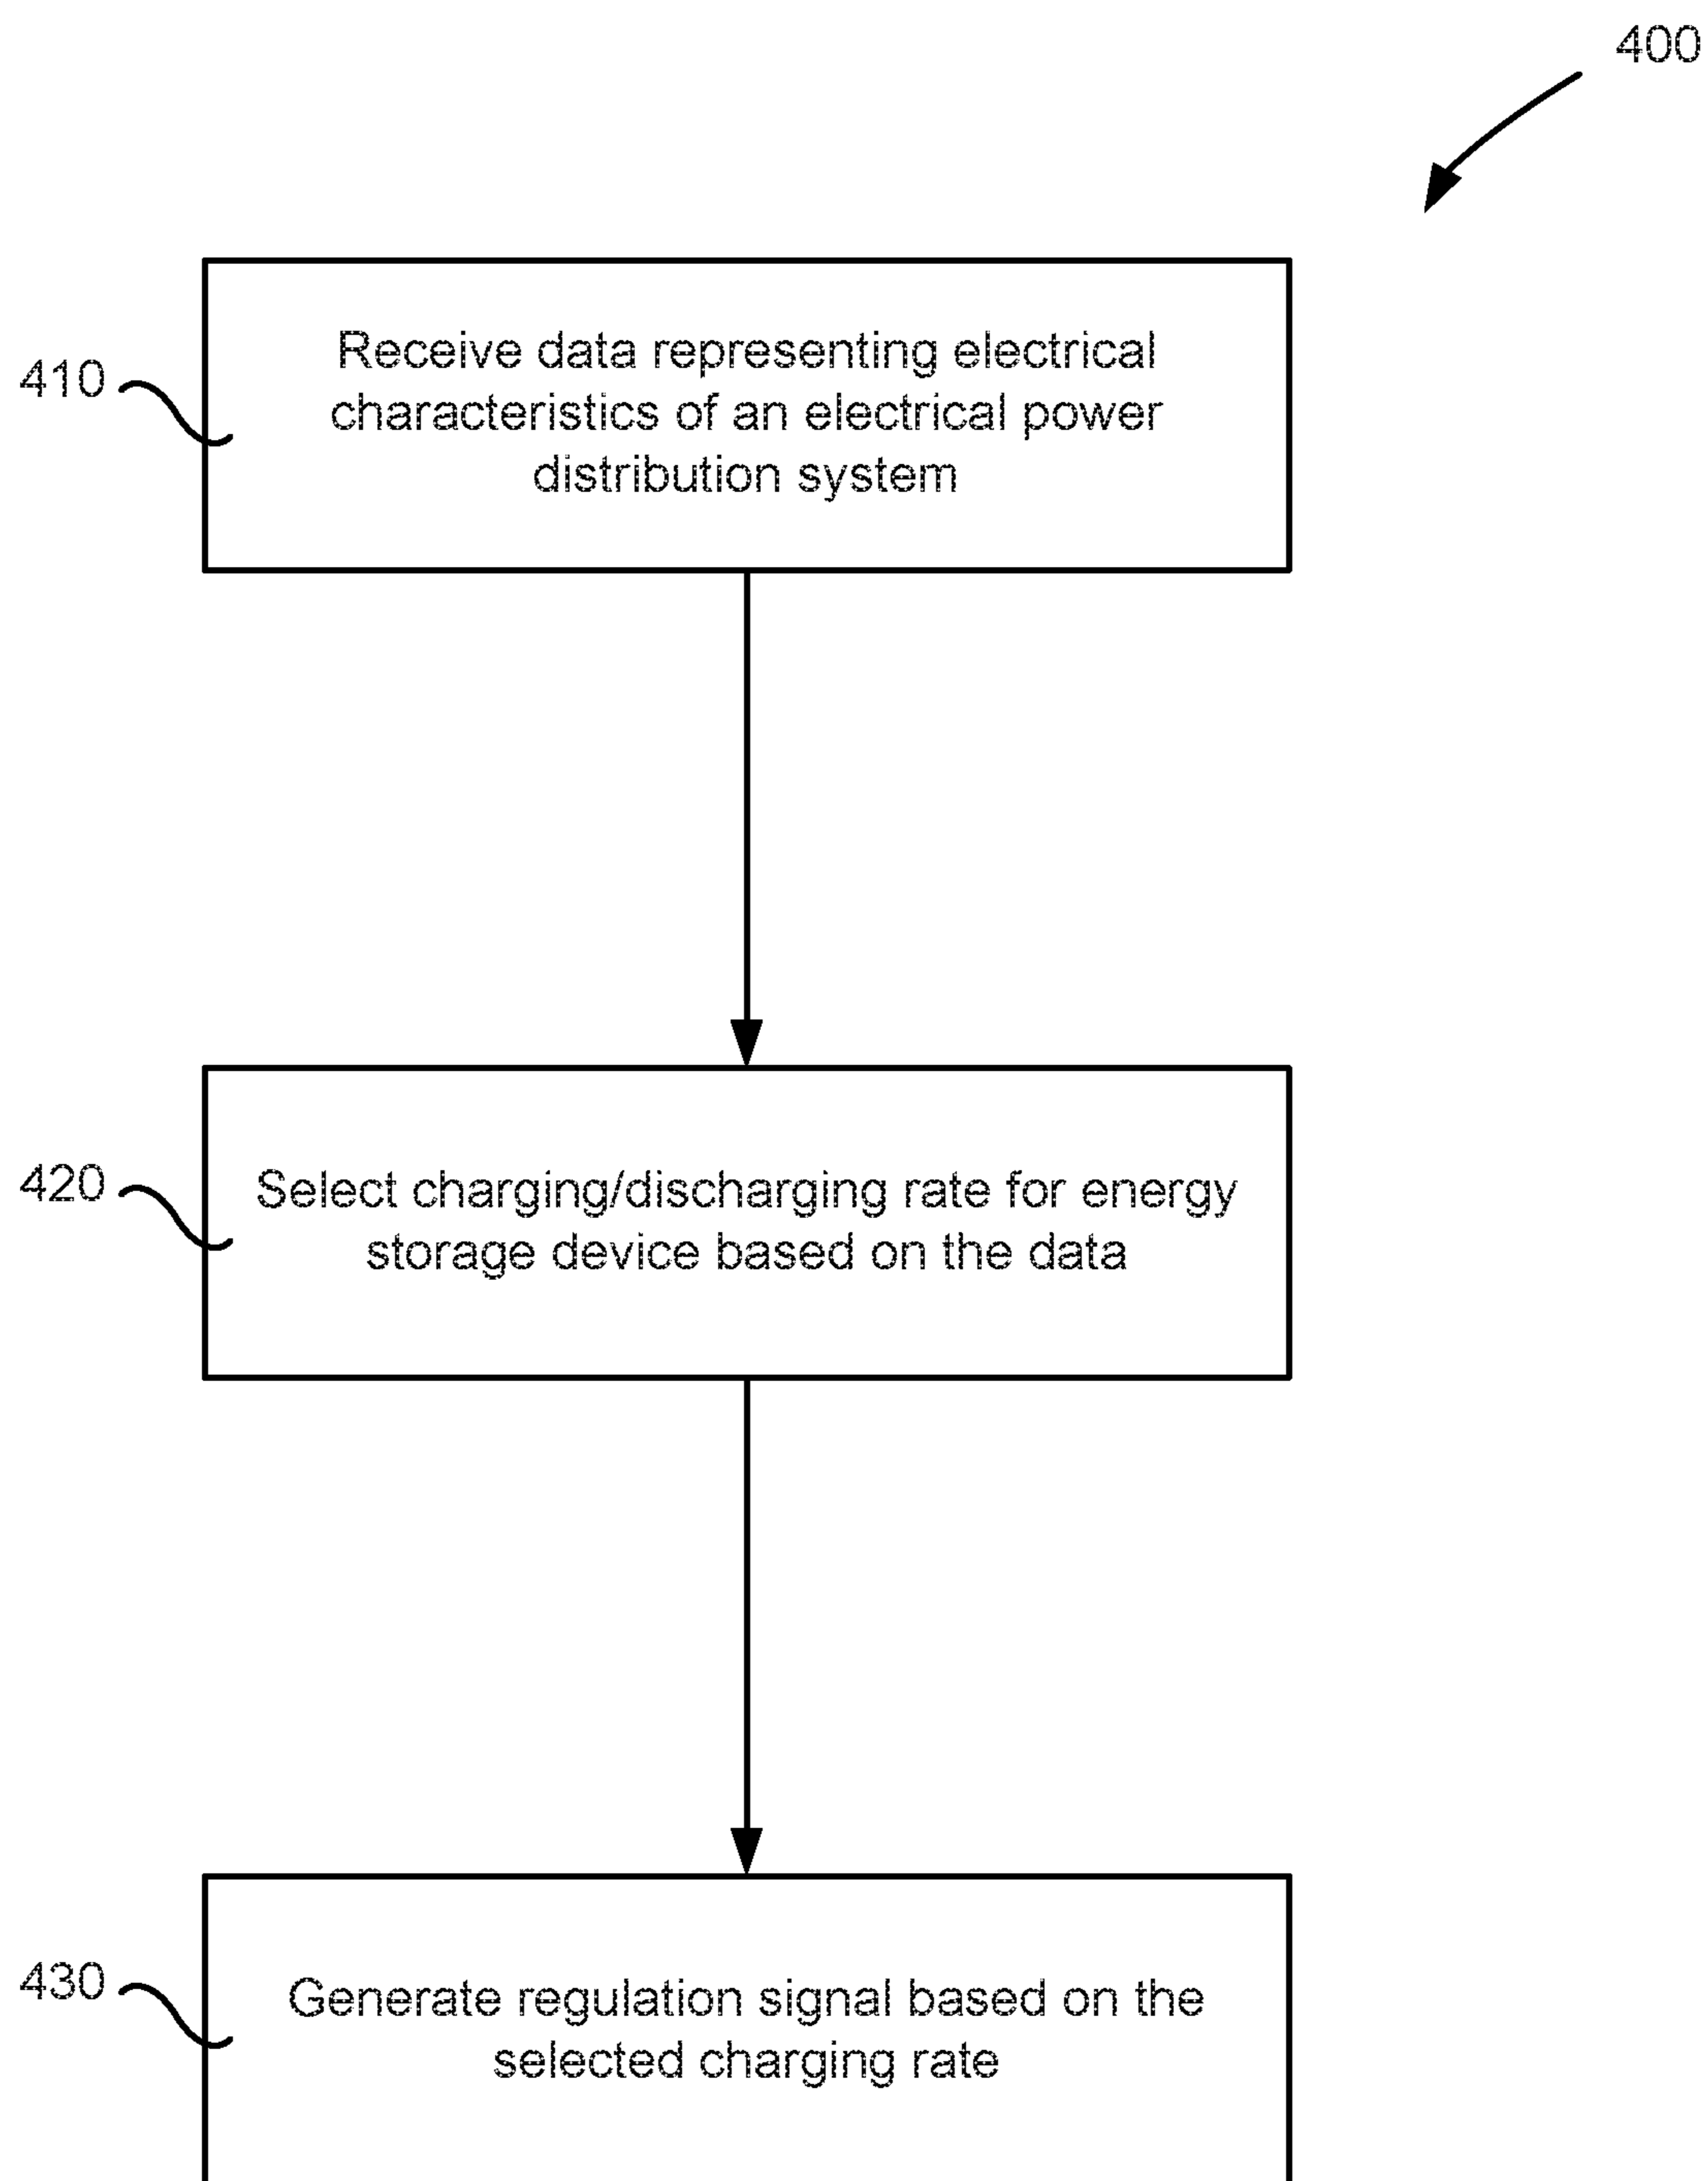 400
410
Receive data representing electrical
characteristics of an electrical power
distribution system
420
Select charging/discharging rate for energy
storage device based on the data
430
Generate regulation signal based on the
selected charging rate